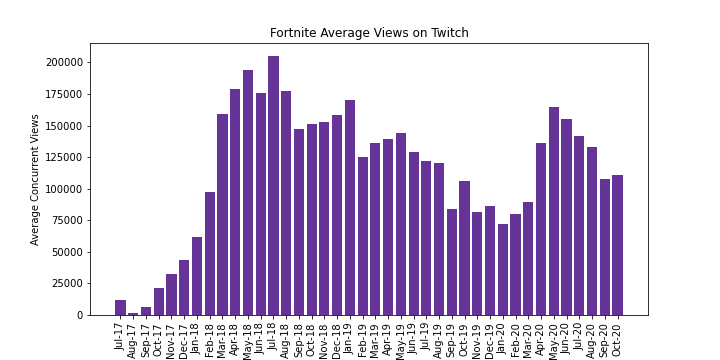 Fortnite Average Views on Twitch
Average Concurrent Views
200000
175000
150000
125000
100000
75000
50000
25000
0
Jul-17
Aug-17
Sep-17
Oct-17
Nov-17
Dec-17
Jan-18
Feb-18
Mar-18
Apr-18
May-18
Jun-18
Jul-18
Aug-18
Sep-18
Oct-18
Nov-18
Dec-18
Jan-19
Feb-19
Mar-19
Apr-19
May-19
Jun-19
Jul-19
Aug-19
Sep-19
Oct-19
Nov-19
Dec-19
Jan-20
Feb-20
Mar-20
Apr-20
May-20
Jun-20
Jul-20
Aug-20
Sep-20
Oct-20